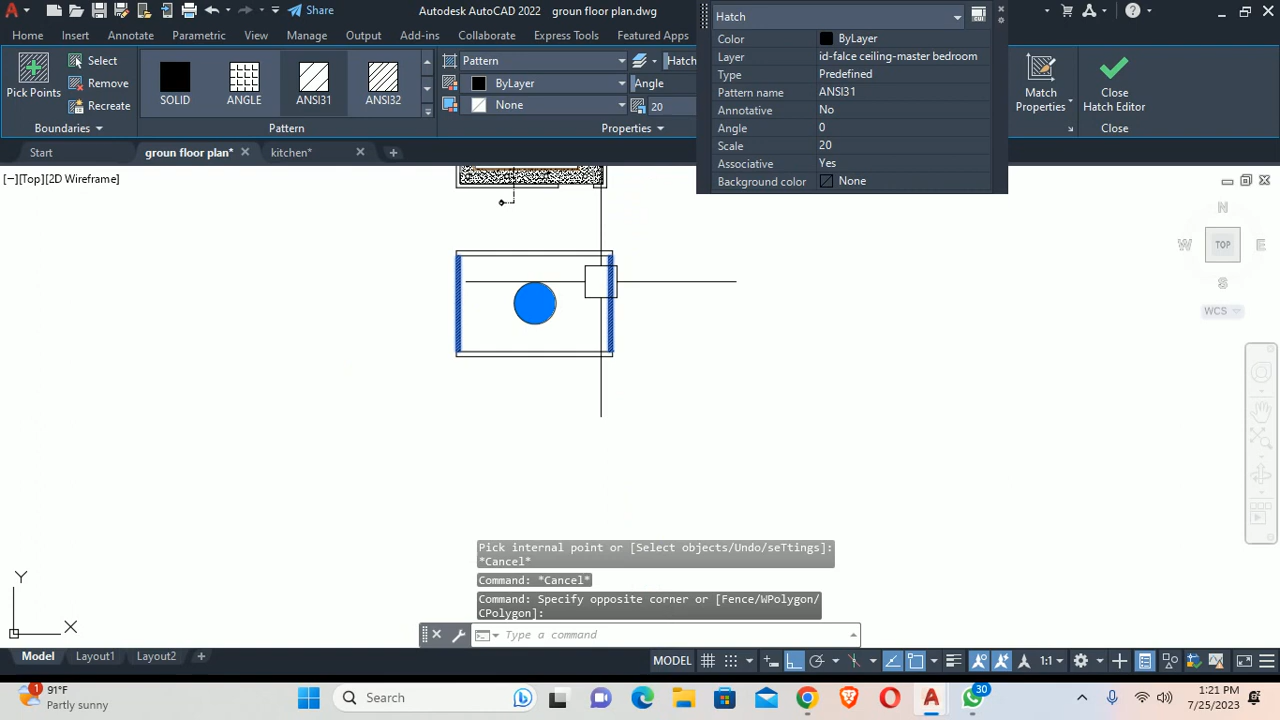 Share
Autodesk AutoCAD 2022 groun floor plan.dwg
Home Insert Annotate Parametric View Manage Output Add-ins Collaborate Express Tools Featured Apps
Pick Points
Select
Remove
Recreate
Boundaries
SOLID ANGLE ANSI31 ANSI32
Pattern
Pattern
ByLayer
None
Hatch
Angle
20
Properties
Hatch
Color ByLayer
Layer id-falce ceiling-master bedroom
Type Predefined
Pattern name ANSI31
Annotative No
Angle 0
Scale 20
Associative Yes
Background color None
Match
Properties
Close
Hatch Editor
Close
Start groun floor plan* kitchen*
[−][Top][2D Wireframe]
N
W TOP E
S
WCS
Pick internal point or [Select objects/Undo/seTtings]:
*Cancel*
Command: *Cancel*
Command: Specify opposite corner or [Fence/WPolygon/
CPolygon]:
Type a command
Y
X
Model Layout1 Layout2
MODEL 1:1
1
91°F
Partly sunny
Search
30
1:21 PM
7/25/2023